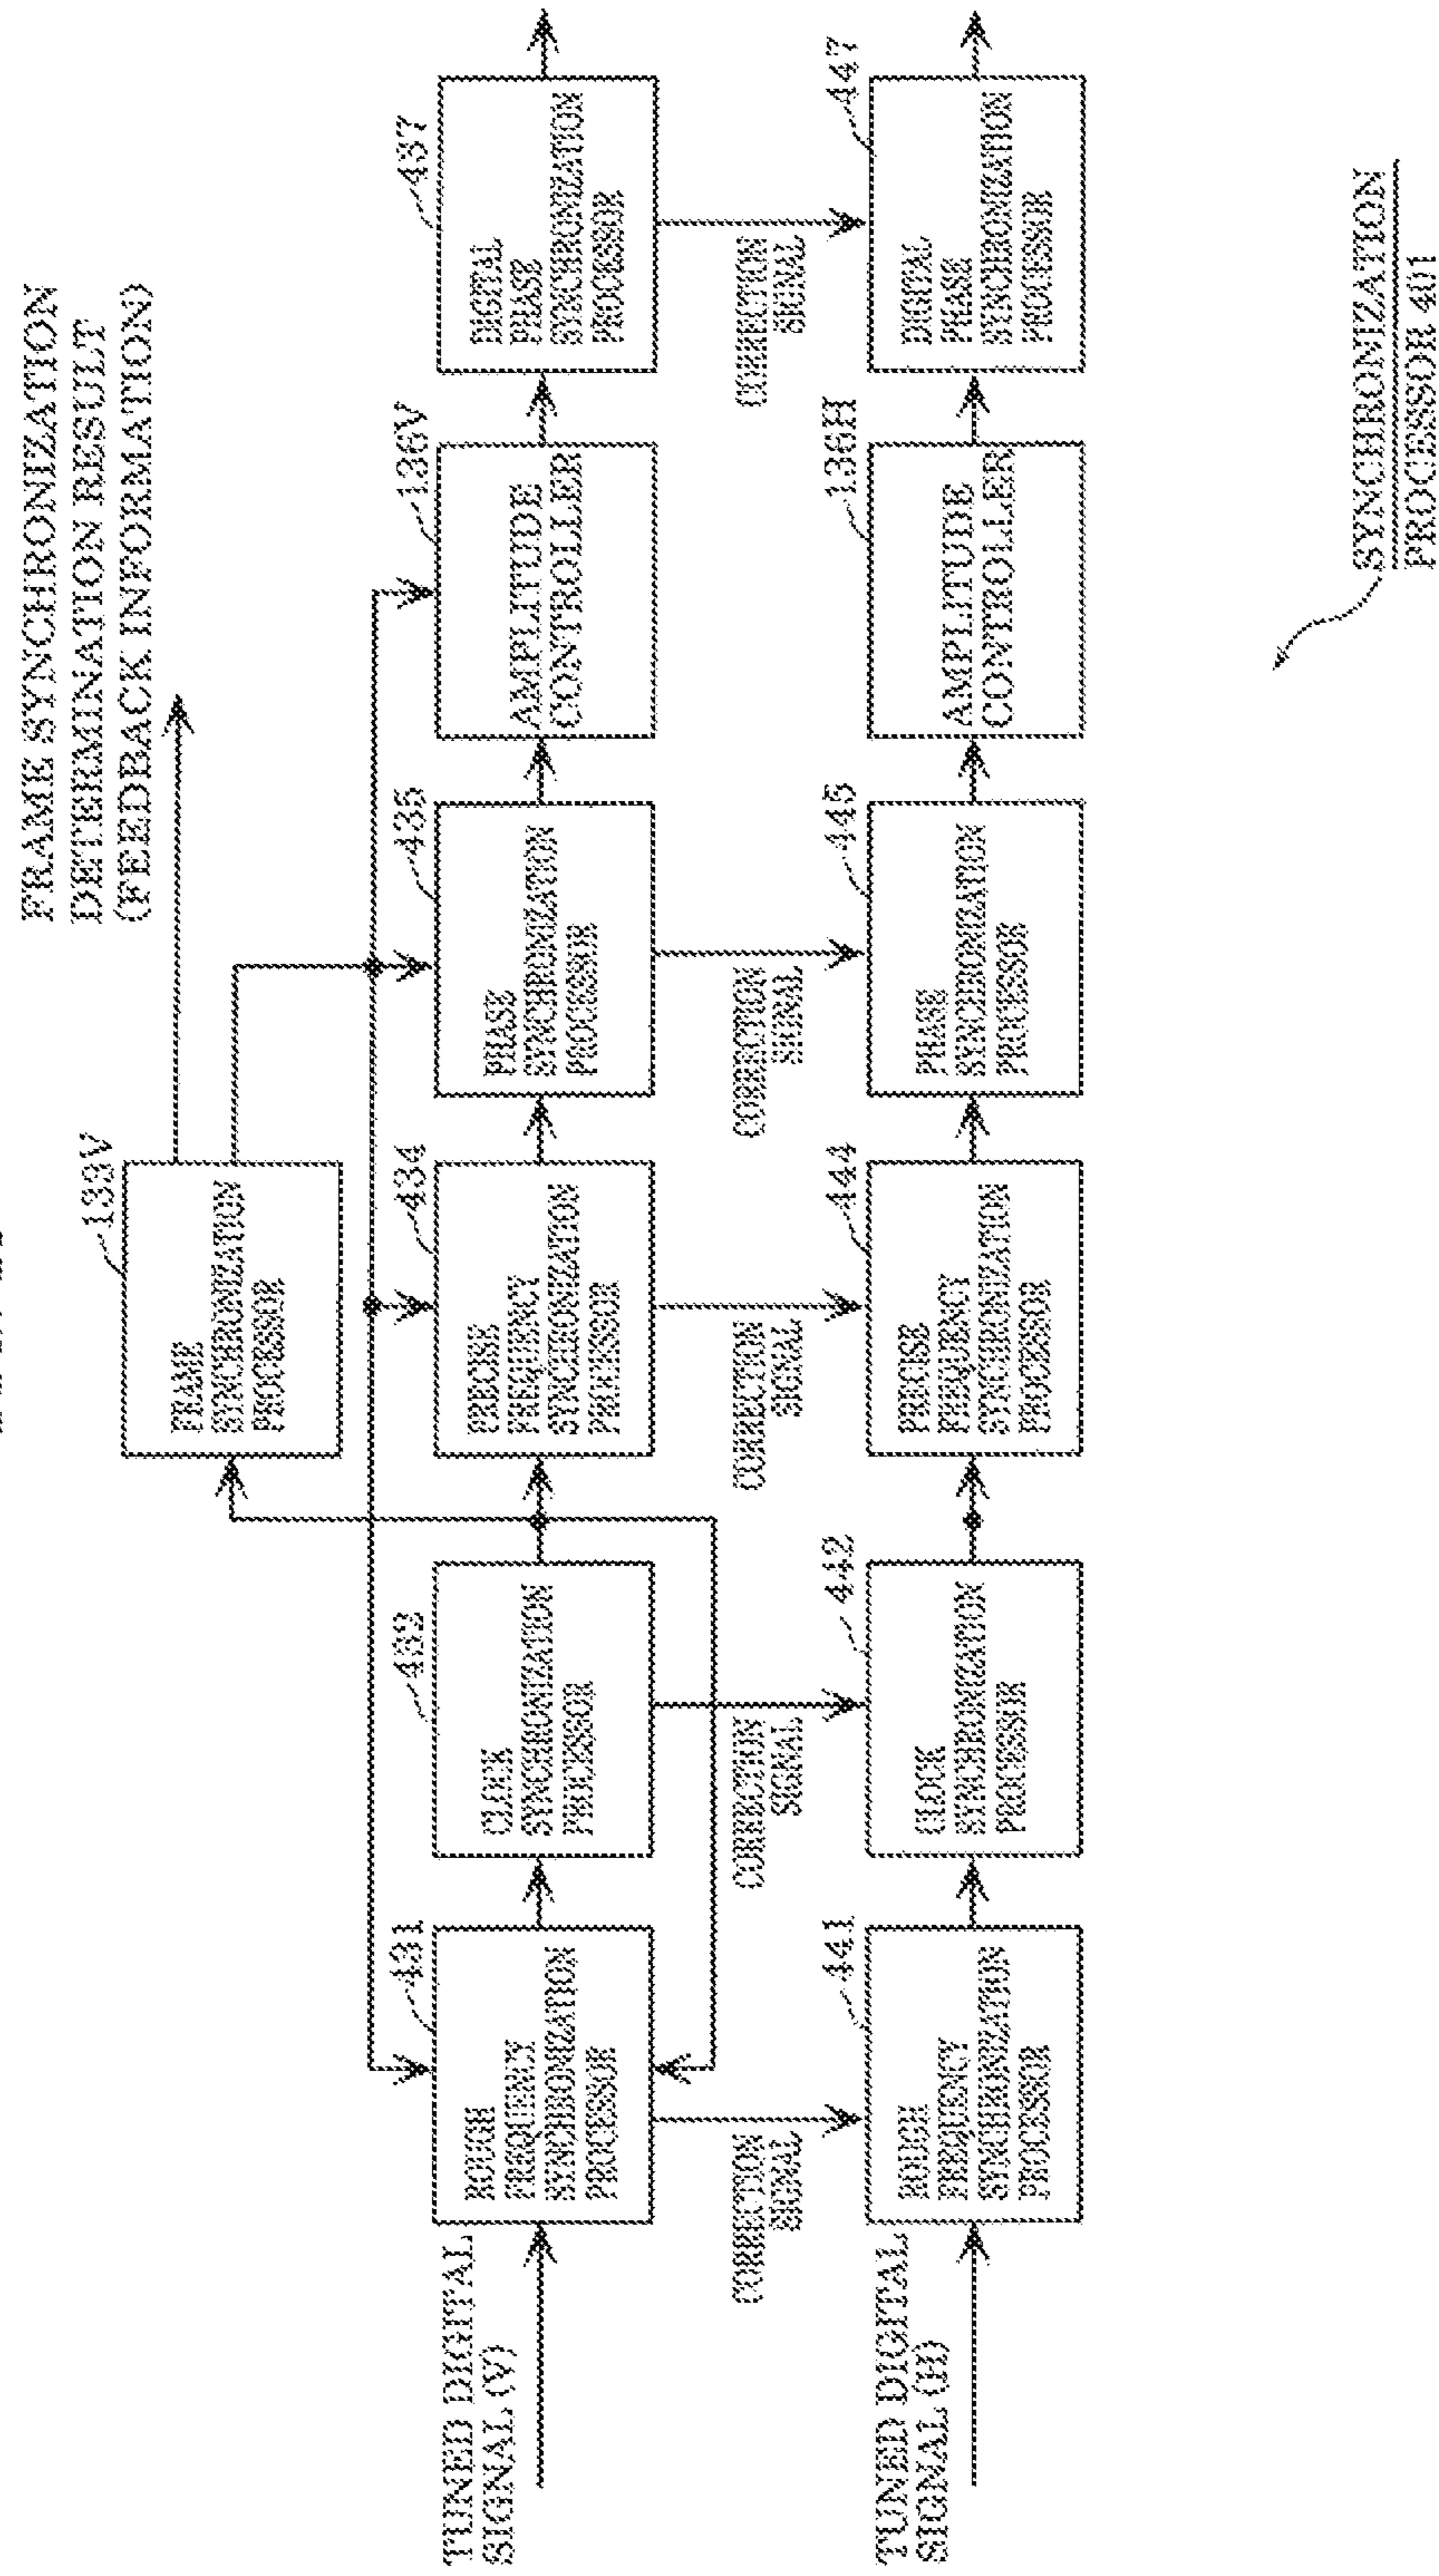 FRAME SYNCHRONIZATION
DETERMINATION RESULT
(FEEDBACK INFORMATION)
133V
FRAME
SYNCHRONIZATION
PROCESSOR
TUNED DIGITAL
SIGNAL (V)
431
ROUGH
FREQUENCY
SYNCHRONIZATION
PROCESSOR
432
CLOCK
SYNCHRONIZATION
PROCESSOR
434
PRECISE
FREQUENCY
SYNCHRONIZATION
PROCESSOR
435
PHASE
SYNCHRONIZATION
PROCESSOR
136V
AMPLITUDE
CONTROLLER
437
DIGITAL
PHASE
SYNCHRONIZATION
PROCESSOR
CORRECTION
SIGNAL
CORRECTION
SIGNAL
CORRECTION
SIGNAL
CORRECTION
SIGNAL
CORRECTION
SIGNAL
TUNED DIGITAL
SIGNAL (H)
441
ROUGH
FREQUENCY
SYNCHRONIZATION
PROCESSOR
442
CLOCK
SYNCHRONIZATION
PROCESSOR
444
PRECISE
FREQUENCY
SYNCHRONIZATION
PROCESSOR
445
PHASE
SYNCHRONIZATION
PROCESSOR
136H
AMPLITUDE
CONTROLLER
447
DIGITAL
PHASE
SYNCHRONIZATION
PROCESSOR
SYNCHRONIZATION
PROCESSOR 401